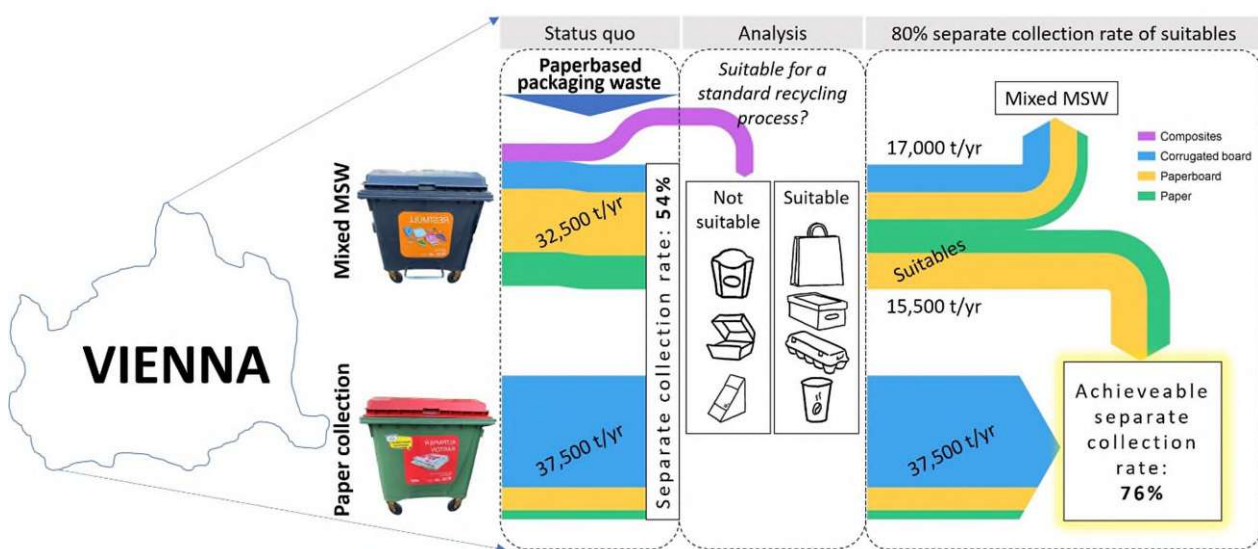 Status quo
Analysis
80% separate collection rate of suitables
VIENNA
Mixed MSW
Paper collection
Paperbased
packaging waste
32,500 t/yr
37,500 t/yr
Separate collection rate: 54%
Suitable for a
standard recycling
process?
Not
suitable
Suitable
Mixed MSW
17,000 t/yr
Composites
Corrugated board
Paperboard
Paper
Suitables
15,500 t/yr
37,500 t/yr
Achieveable
separate
collection
rate:
76%